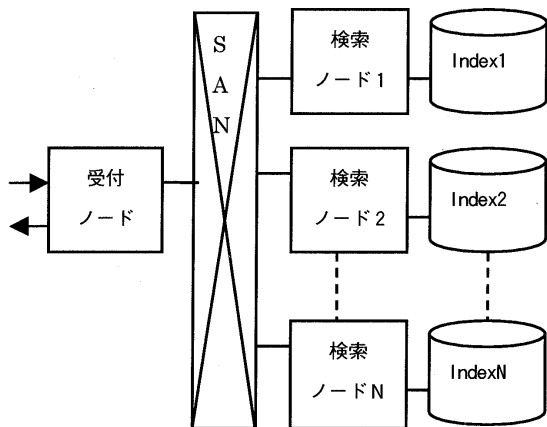 受付
ノード
S
A
N
検索
ノード1
Index1
検索
ノード2
Index2
検索
ノードN
IndexN